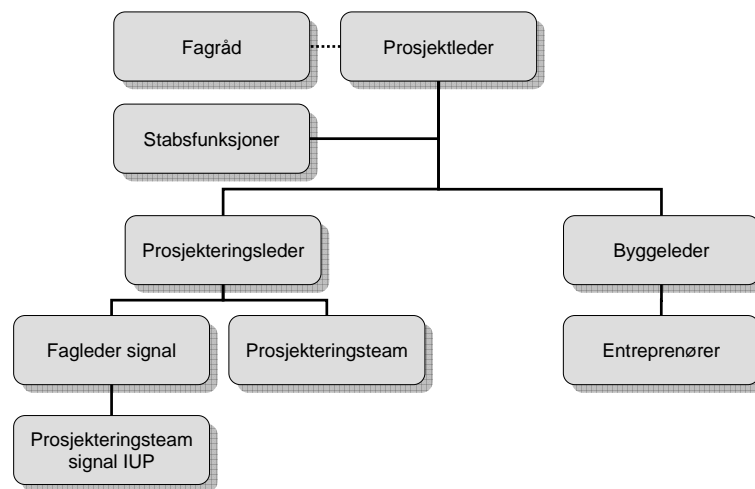 Fagråd
Prosjektleder
Stabsfunksjoner
Prosjekteringsleder
Byggeleder
Fagleder signal
Prosjekteringsteam
Entreprenører
Prosjekteringsteam
signal IUP